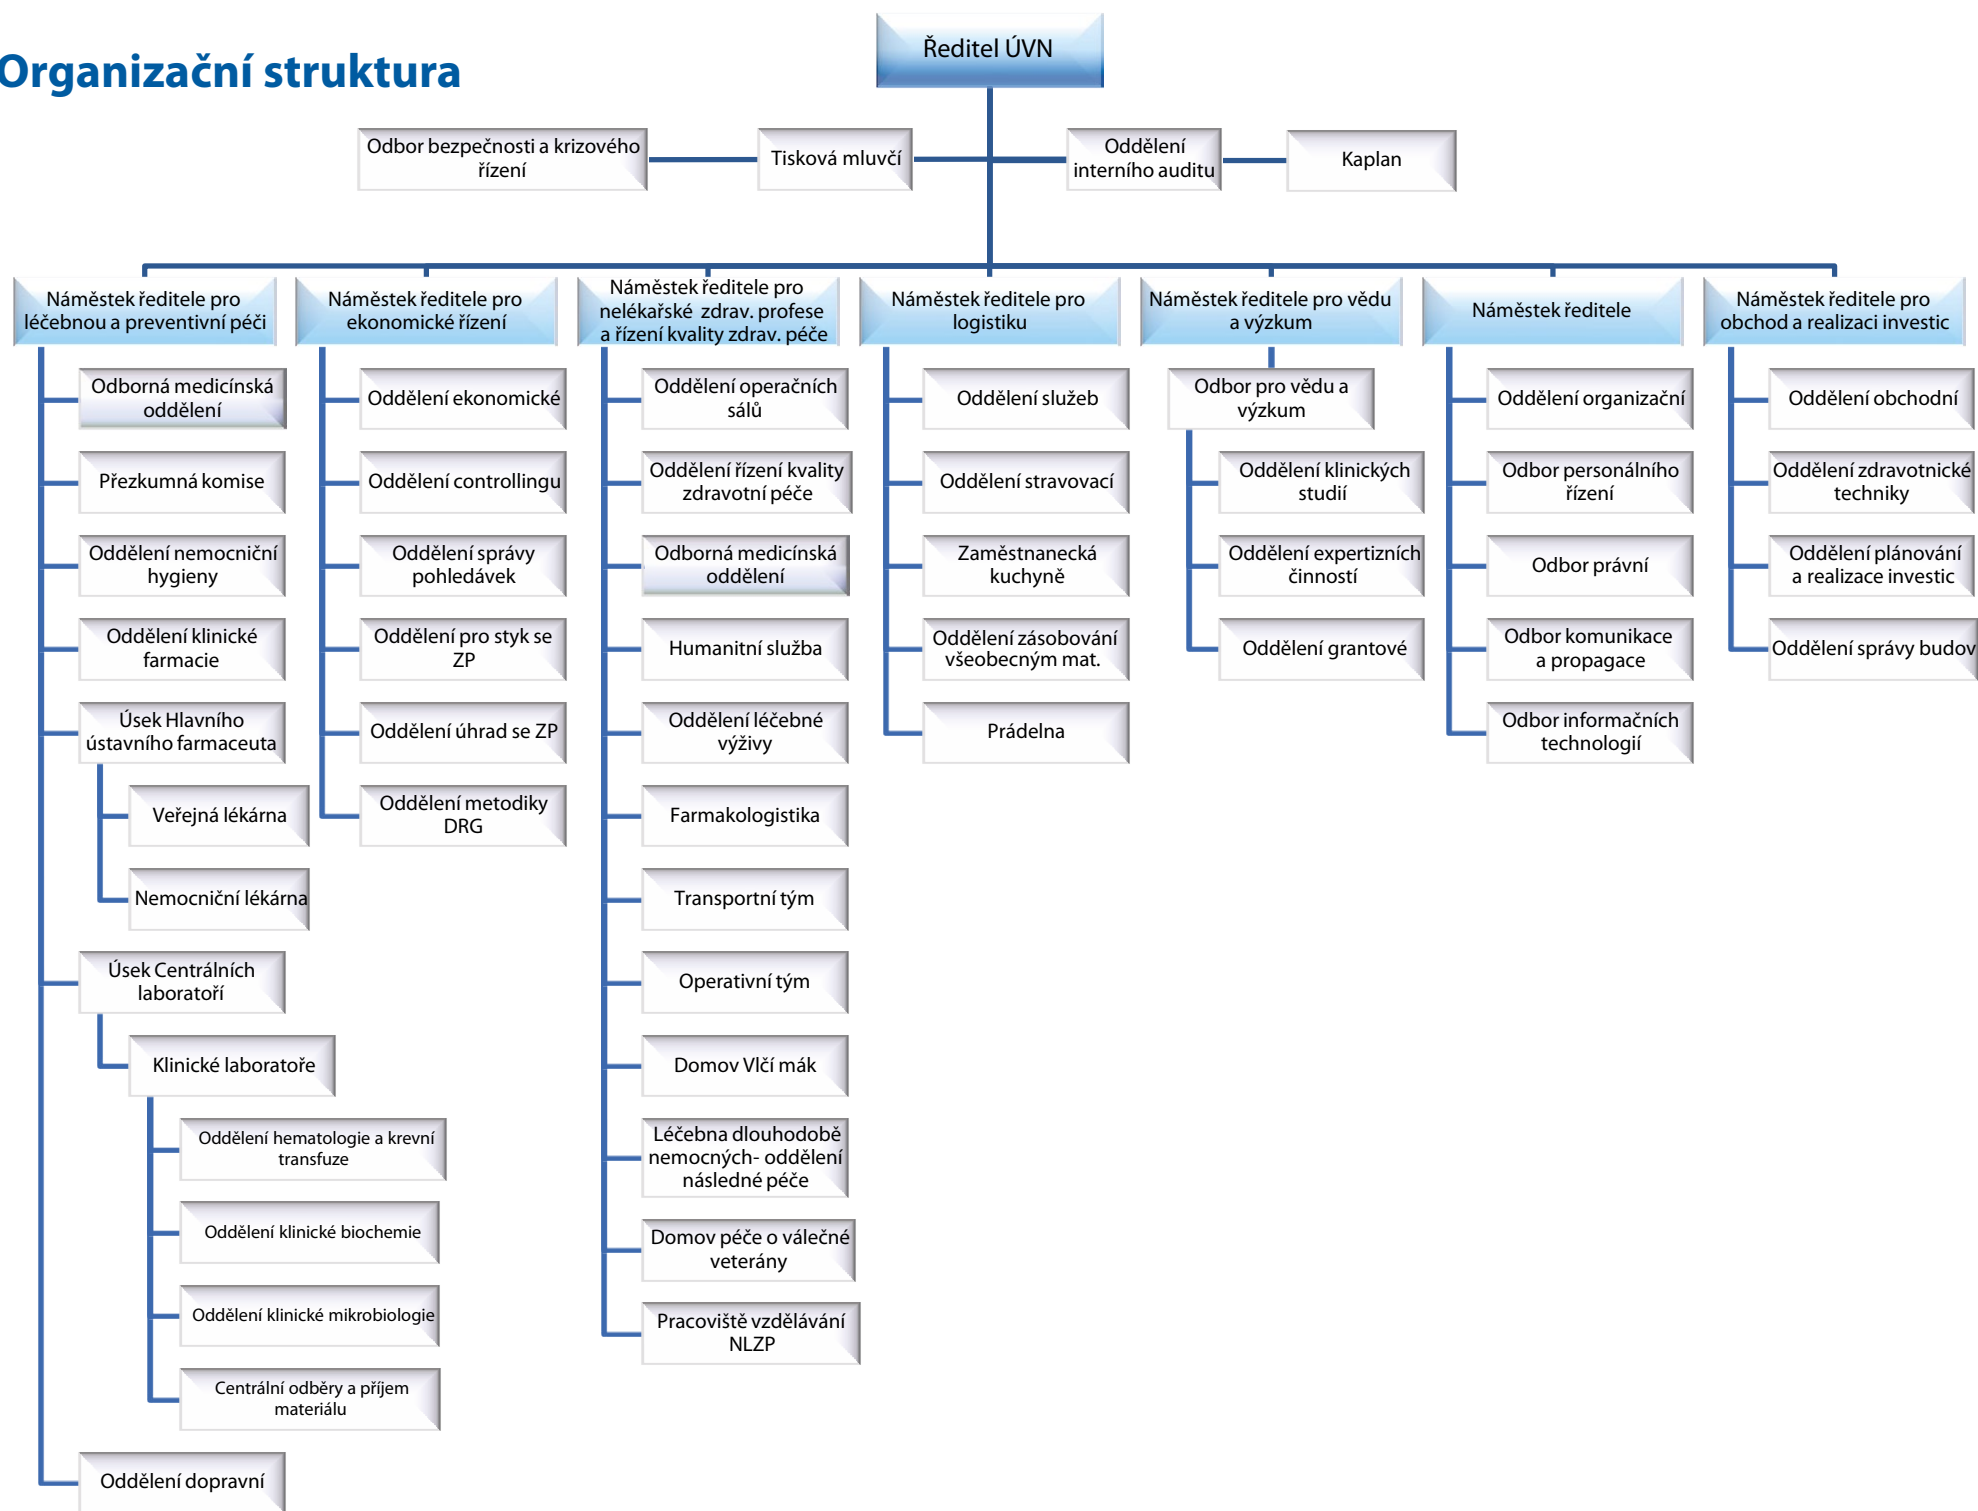 Organizační struktura
Ředitel ÚVN
Odbor bezpečnosti a krizového
řízení
Tisková mluvčí
Oddělení
interního auditu
Kaplan
Náměstek ředitele pro
léčebnou a preventivní péči
Odborná medicínská
oddělení
Přezkumná komise
Oddělení nemocniční
hygieny
Oddělení klinické
farmacie
Úsek Hlavního
ústavního farmaceuta
Veřejná lékárna
Nemocniční lékárna
Úsek Centrálních
laboratoří
Klinické laboratoře
Oddělení hematologie a krevní
transfuze
Oddělení klinické biochemie
Oddělení klinické mikrobiologie
Centrální odběry a příjem
materiálu
Oddělení dopravní
Náměstek ředitele pro
ekonomické řízení
Oddělení ekonomické
Oddělení controllingu
Oddělení správy
pohledávek
Oddělení pro styk se
ZP
Oddělení úhrad se ZP
Oddělení metodiky
DRG
Náměstek ředitele pro
nelékařské zdrav. profese
a řízení kvality zdrav. péče
Oddělení operačních
sálů
Oddělení řízení kvality
zdravotní péče
Odborná medicínská
oddělení
Humanitní služba
Oddělení léčebné
výživy
Farmakologistika
Transportní tým
Operativní tým
Domov Vlčí mák
Léčebna dlouhodobě
nemocných- oddělení
následné péče
Domov péče o válečné
veterány
Pracoviště vzdělávání
NLZP
Náměstek ředitele pro
logistiku
Oddělení služeb
Oddělení stravovací
Zaměstnanecká
kuchyně
Oddělení zásobování
všeobecným mat.
Prádelna
Náměstek ředitele pro vědu
a výzkum
Odbor pro vědu a
výzkum
Oddělení klinických
studií
Oddělení expertizních
činností
Oddělení grantové
Náměstek ředitele
Oddělení organizační
Odbor personálního
řízení
Odbor právní
Odbor komunikace
a propagace
Odbor informačních
technologií
Náměstek ředitele pro
obchod a realizaci investic
Oddělení obchodní
Oddělení zdravotnické
techniky
Oddělení plánování
a realizace investic
Oddělení správy budov